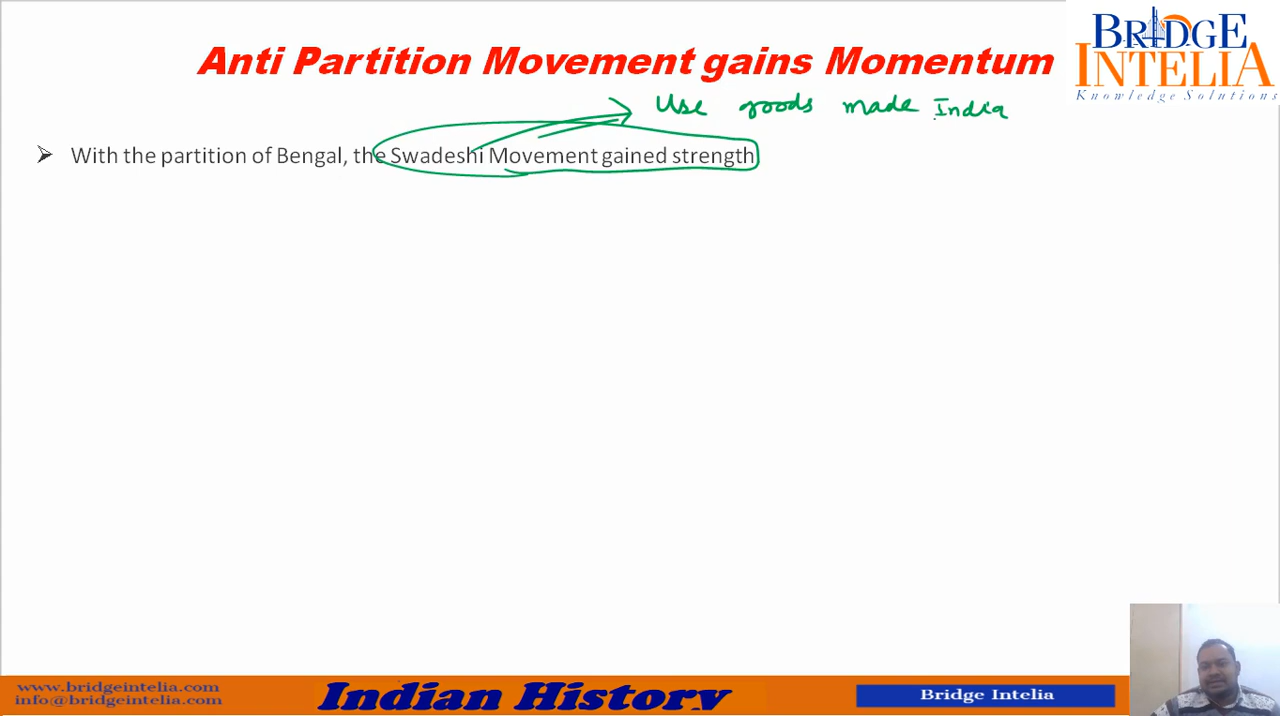 Anti Partition Movement gains Momentum
BRIDGE
INTELIA
Knowledge Solutions
Use goods made India
With the partition of Bengal, the Swadeshi Movement gained strength
www.bridgeintelia.com
info@bridgeintelia.com
Indian History
Bridge Intelia